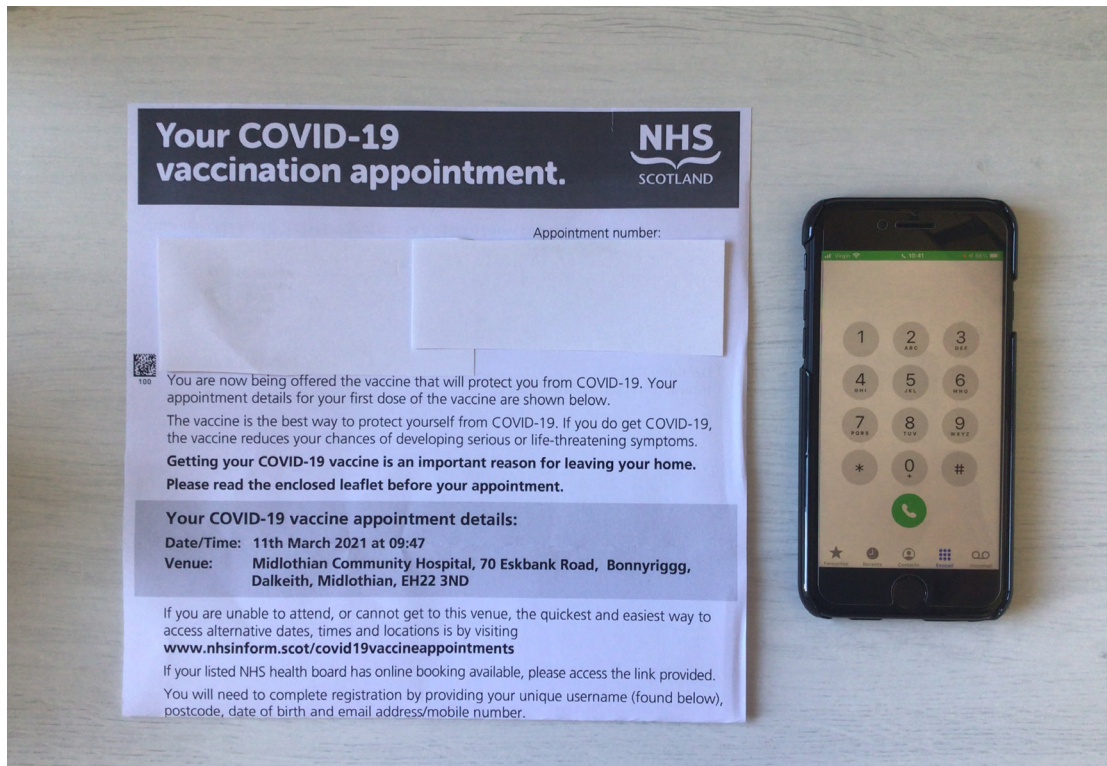 Your COVID-19
vaccination appointment.
NHS
SCOTLAND
Appointment number:
100
You are now being offered the vaccine that will protect you from COVID-19. Your
appointment details for your first dose of the vaccine are shown below.
The vaccine is the best way to protect yourself from COVID-19. If you do get COVID-19,
the vaccine reduces your chances of developing serious or life-threatening symptoms.
Getting your COVID-19 vaccine is an important reason for leaving your home.
Please read the enclosed leaflet before your appointment.
Your COVID-19 vaccine appointment details:
Date/Time: 11th March 2021 at 09:47
Venue: Midlothian Community Hospital, 70 Eskbank Road, Bonnyriggg,
Dalkeith, Midlothian, EH22 3ND
If you are unable to attend, or cannot get to this venue, the quickest and easiest way to
access alternative dates, times and locations is by visiting
www.nhsinform.scot/covid19vaccineappointments
If your listed NHS health board has online booking available, please access the link provided.
You will need to complete registration by providing your unique username (found below),
postcode, date of birth and email address/mobile number.
Virgin 10:41
1 2 3
ABC DEF
4 5 6
GHI JKL MNO
7 8 9
PQRS TUV WXYZ
* 0 #
+
Favourites Recents Contacts Keypad Voicemail